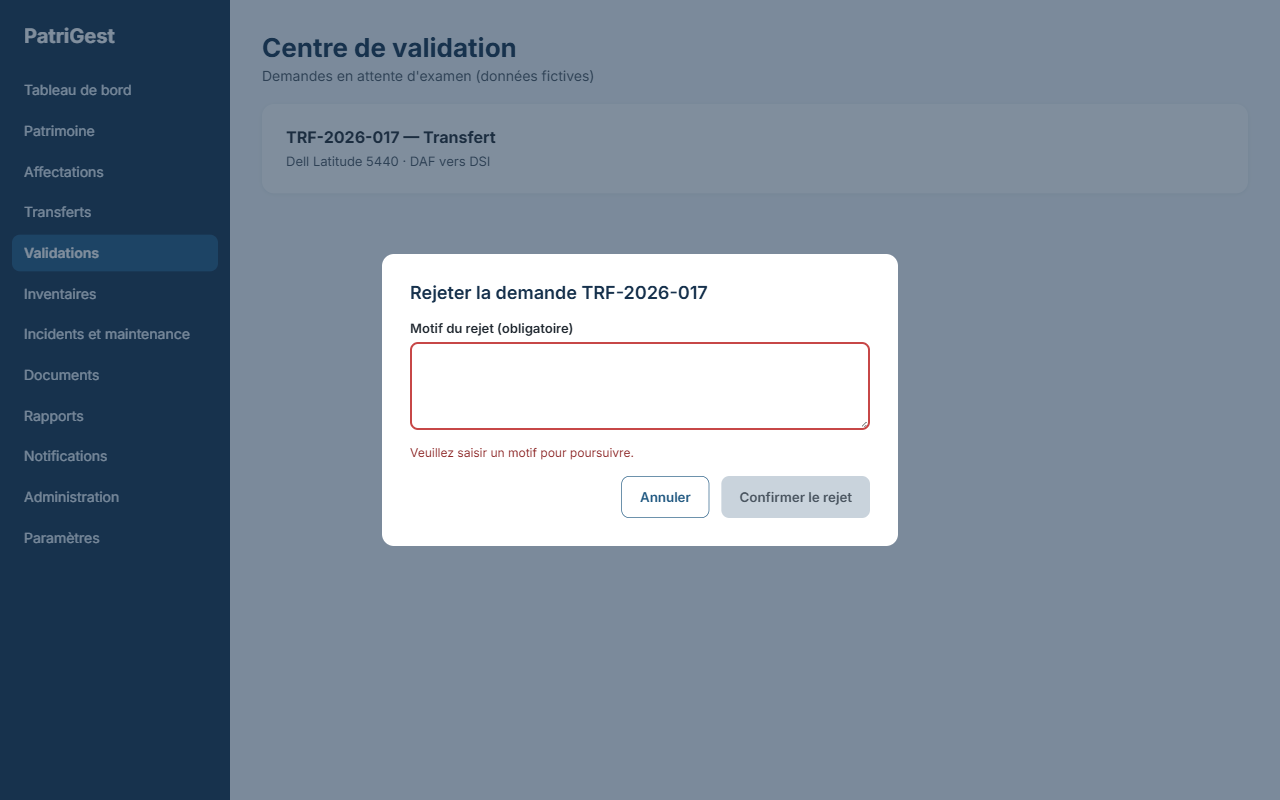 PatriGest
Tableau de bord
Patrimoine
Affectations
Transferts
Validations
Inventaires
Incidents et maintenance
Documents
Rapports
Notifications
Administration
Paramètres
Centre de validation
Demandes en attente d'examen (données fictives)
TRF-2026-017 — Transfert
Dell Latitude 5440 · DAF vers DSI
Rejeter la demande TRF-2026-017
Motif du rejet (obligatoire)
Veuillez saisir un motif pour poursuivre.
Annuler
Confirmer le rejet